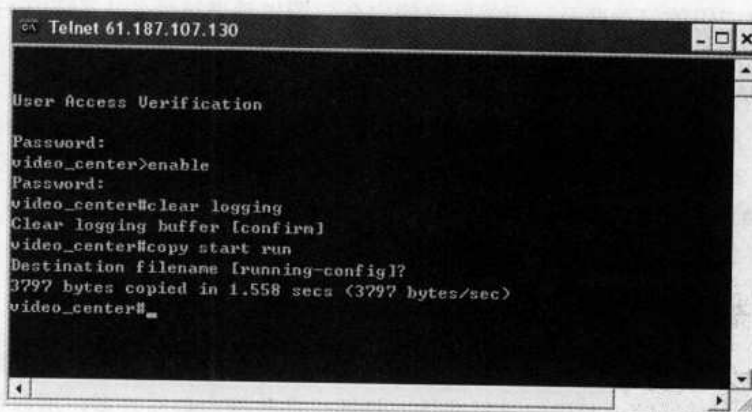 Telnet 61.187.107.130
User Access Verification
Password:
video_center>enable
Password:
video_center#clear logging
Clear logging buffer [confirm]
video_center#copy start run
Destination filename [running-config]?
3797 bytes copied in 1.558 secs (3797 bytes/sec)
video_center#